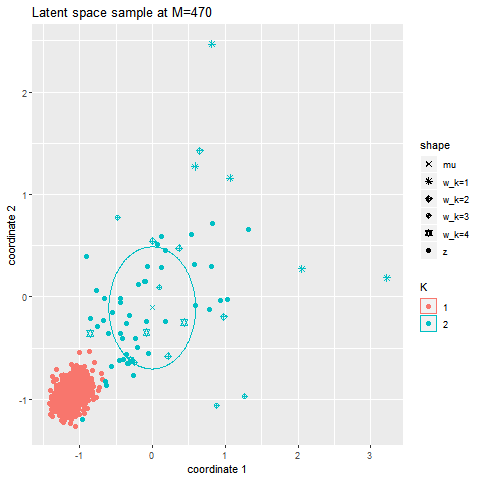 Latent space sample at M=470
2
1
0
-1
coordinate 2
-1
0
1
2
3
coordinate 1
shape
mu
w_k=1
w_k=2
w_k=3
w_k=4
z
K
1
2